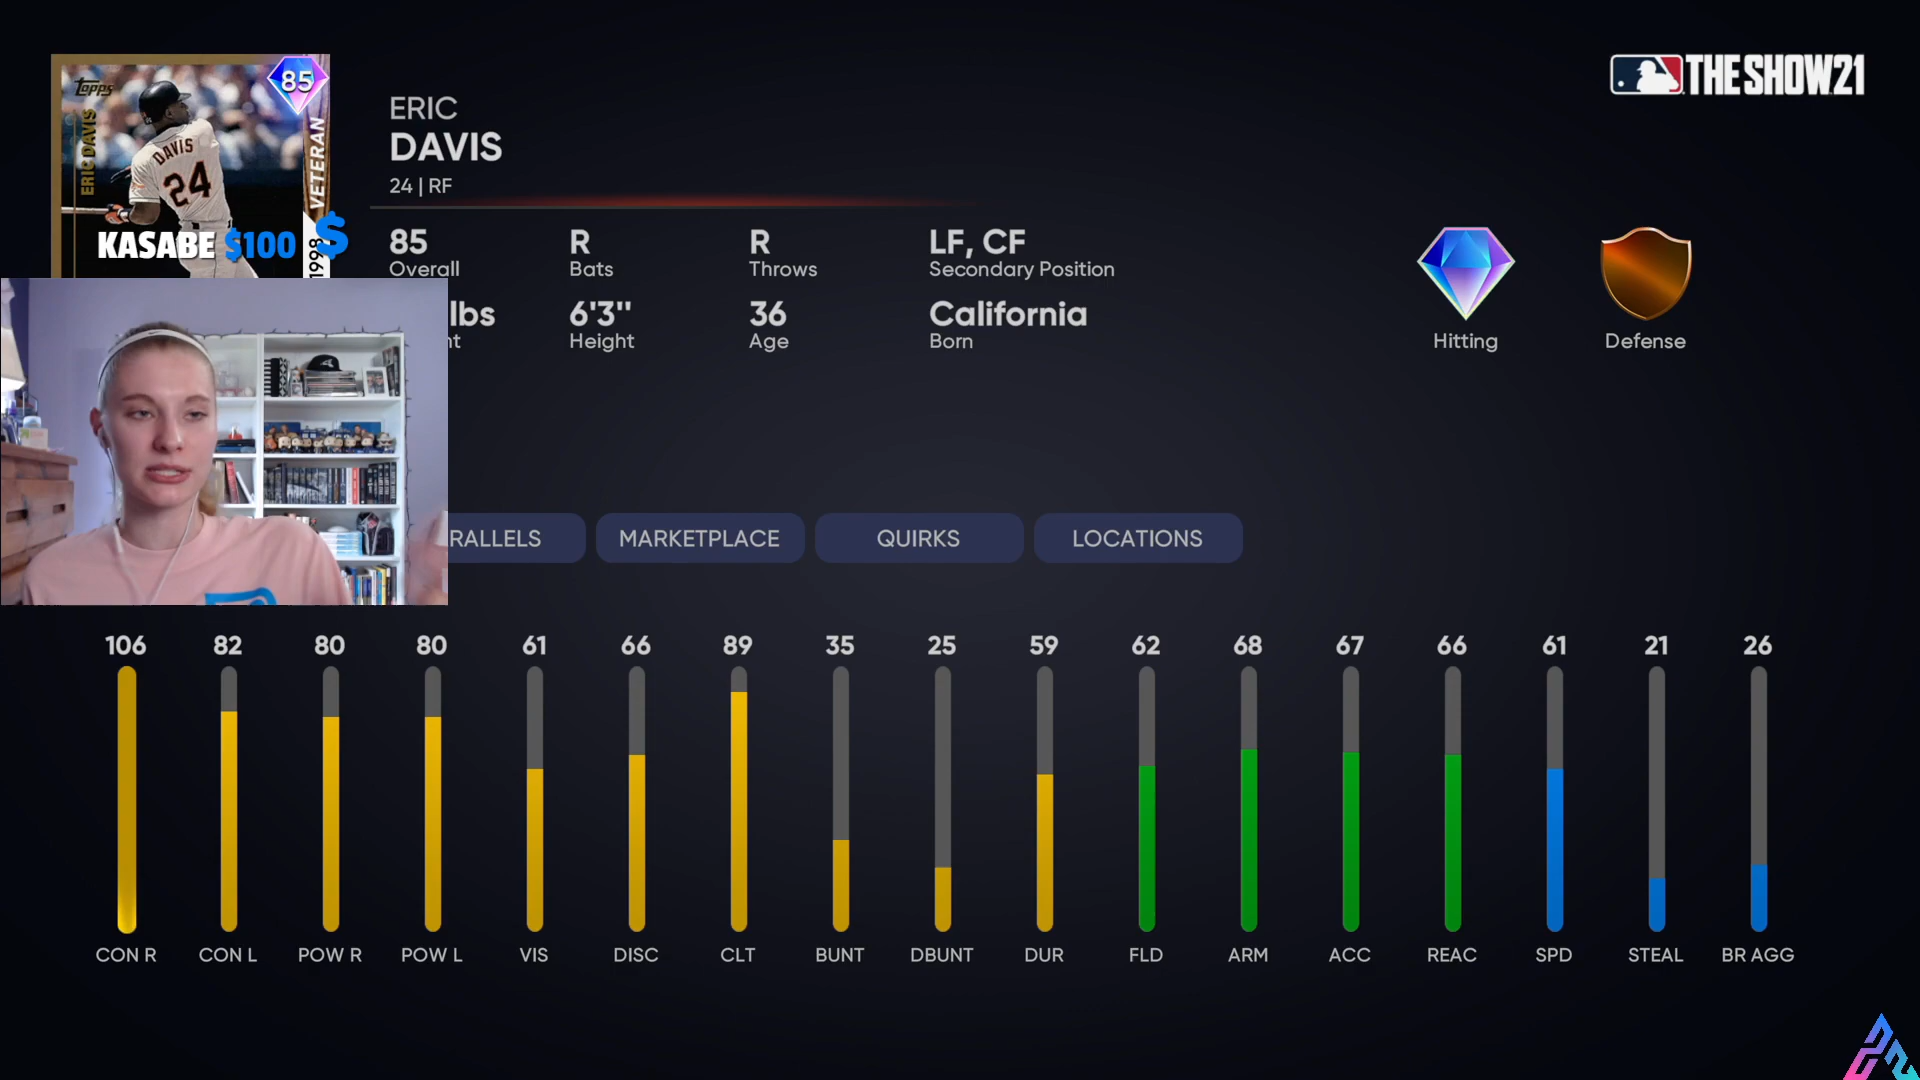 Topps
85
ERIC DAVIS
DAVIS
24
VETERAN
1998
KASABE $100 $
THE SHOW 21
ERIC
DAVIS
24 | RF
85
Overall
R
Bats
R
Throws
LF, CF
Secondary Position
lbs
6'3"
Height
36
Age
California
Born
Hitting
Defense
RALLELS
MARKETPLACE
QUIRKS
LOCATIONS
106 82 80 80 61 66 89 35 25 59 62 68 67 66 61 21 26
CON R CON L POW R POW L VIS DISC CLT BUNT DBUNT DUR FLD ARM ACC REAC SPD STEAL BR AGG